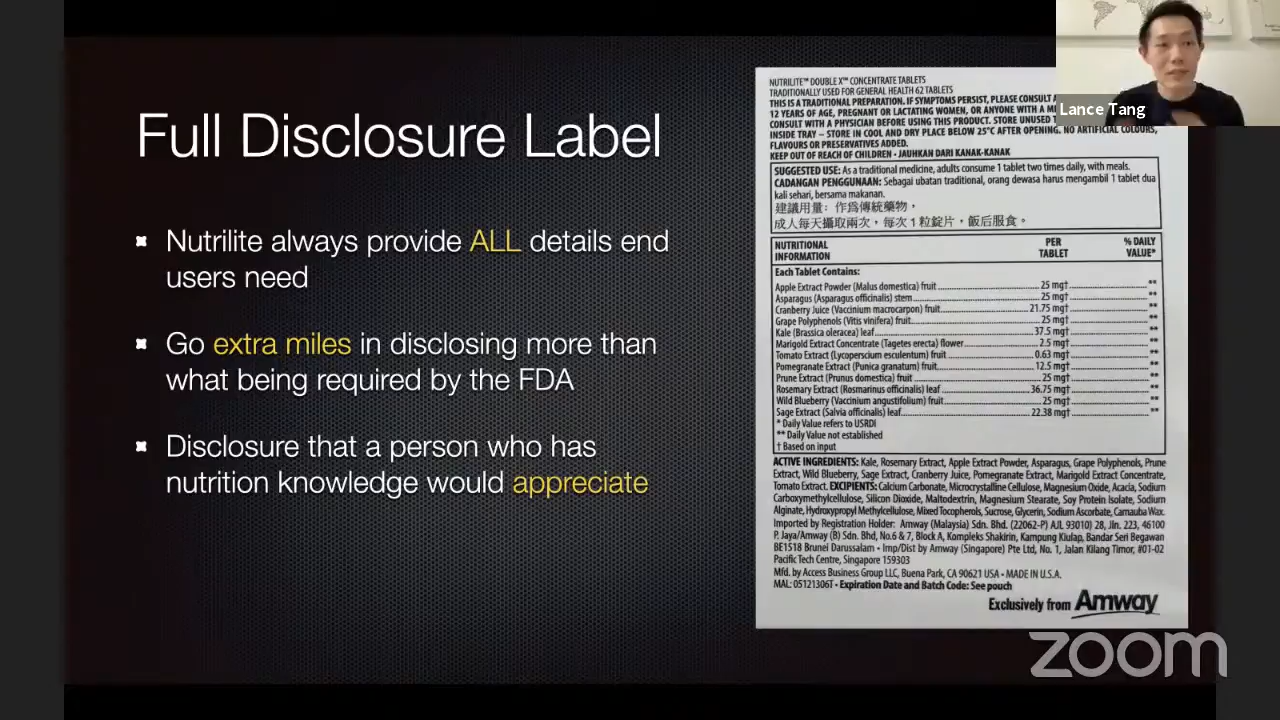 Full Disclosure Label
Nutrilite always provide ALL details end
users need
Go extra miles in disclosing more than
what being required by the FDA
Disclosure that a person who has
nutrition knowledge would appreciate
NUTRILITE™ DOUBLE X™ CONCENTRATE TABLETS
TRADITIONALLY USED FOR GENERAL HEALTH 62 TABLETS
THIS IS A TRADITIONAL PREPARATION. IF SYMPTOMS PERSIST, PLEASE CONSULT
12 YEARS OF AGE, PREGNANT OR LACTATING WOMEN, OR ANYONE WITH A
CONSULT WITH A PHYSICIAN BEFORE USING THIS PRODUCT. STORE UNUSED
INSIDE TRAY – STORE IN COOL AND DRY PLACE BELOW 25°C AFTER OPENING. NO ARTIFICIAL COLOURS,
FLAVOURS OR PRESERVATIVES ADDED.
KEEP OUT OF REACH OF CHILDREN • JAUHKAN DARI KANAK-KANAK
SUGGESTED USE: As a traditional medicine, adults consume 1 tablet two times daily, with meals.
CADANGAN PENGGUNAAN: Sebagai ubatan traditional, orang dewasa harus mengambil 1 tablet dua
kali sehari, bersama makanan.
建議用量：作爲傳統藥物，
成人每天攝取兩次，每次1粒錠片，飯后服食。
NUTRITIONAL INFORMATION PER TABLET % DAILY VALUE*
Each Tablet Contains:
Apple Extract Powder (Malus domestica) fruit 25 mg† **
Asparagus (Asparagus officinalis) stem 25 mg† **
Cranberry Juice (Vaccinium macrocarpon) fruit 21.75 mg† **
Grape Polyphenols (Vitis vinifera) fruit 25 mg† **
Kale (Brassica oleracea) leaf 37.5 mg† **
Marigold Extract Concentrate (Tagetes erecta) flower 2.5 mg† **
Tomato Extract (Lycopersicum esculentum) fruit 0.63 mg† **
Pomegranate Extract (Punica granatum) fruit 12.5 mg† **
Prune Extract (Prunus domestica) fruit 25 mg† **
Rosemary Extract (Rosmarinus officinalis) leaf 36.75 mg† **
Wild Blueberry (Vaccinium angustifolium) fruit 25 mg† **
Sage Extract (Salvia officinalis) leaf 22.38 mg† **
* Daily Value refers to USRDI
** Daily Value not established
† Based on input
ACTIVE INGREDIENTS: Kale, Rosemary Extract, Apple Extract Powder, Asparagus, Grape Polyphenols, Prune
Extract, Wild Blueberry, Sage Extract, Cranberry Juice, Pomegranate Extract, Marigold Extract Concentrate,
Tomato Extract. EXCIPIENTS: Calcium Carbonate, Microcrystalline Cellulose, Magnesium Oxide, Acacia, Sodium
Carboxymethylcellulose, Silicon Dioxide, Maltodextrin, Magnesium Stearate, Soy Protein Isolate, Sodium
Alginate, Hydroxypropyl Methylcellulose, Mixed Tocopherols, Sucrose, Glycerin, Sodium Ascorbate, Carnauba Wax.
Imported by Registration Holder: Amway (Malaysia) Sdn. Bhd. (22062-P) AJL 93010) 28, Jln. 223, 46100
P. Jaya/Amway (B) Sdn. Bhd, No.6 & 7, Block A, Kompleks Shakirin, Kampung Kiulap, Bandar Seri Begawan
BE1518 Brunei Darussalam • Imp/Dist by Amway (Singapore) Pte Ltd, No. 1, Jalan Kilang Timor, #01-02
Pacific Tech Centre, Singapore 159303
Mfd. by Access Business Group LLC, Buena Park, CA 90621 USA • MADE IN U.S.A.
MAL: 05121306T • Expiration Date and Batch Code: See pouch
Exclusively from Amway
Lance Tang
zoom